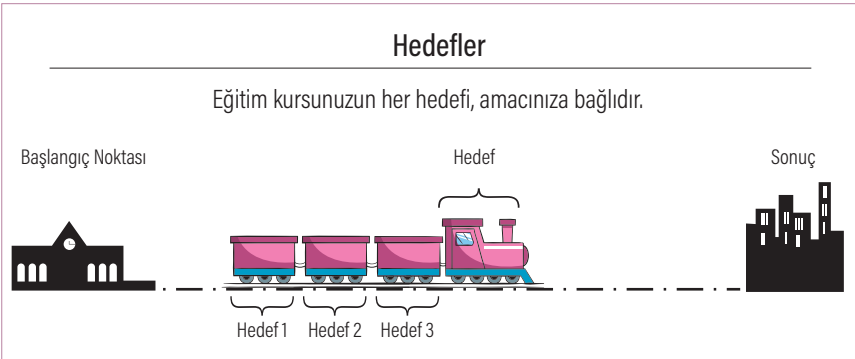 Hedefler
Eğitim kursunuzun her hedefi, amacınıza bağlıdır.
Başlangıç Noktası Hedef Sonuç
Hedef 1 Hedef 2 Hedef 3